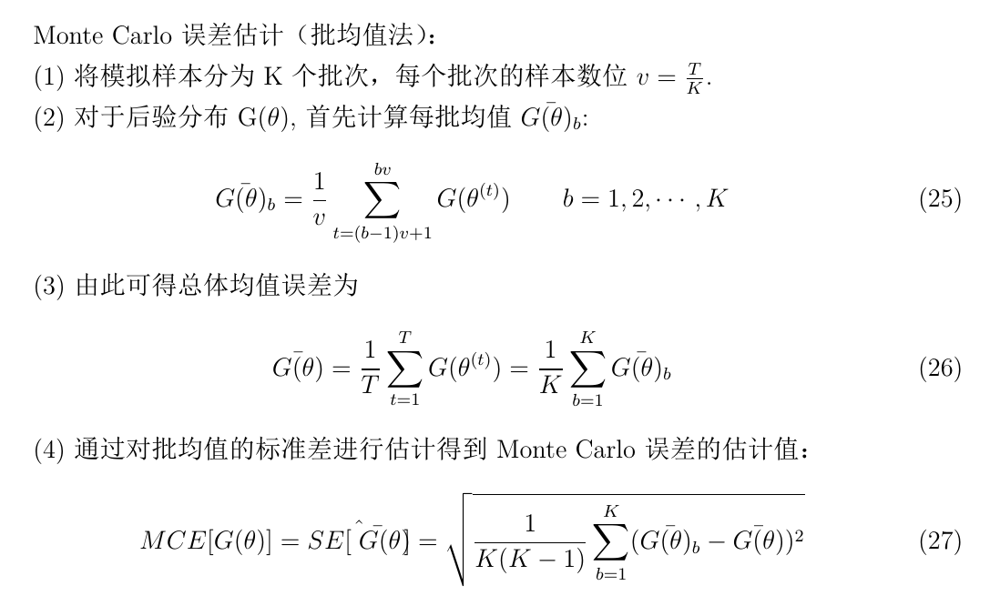 Monte Carlo 误差估计（批均值法）：
(1) 将模拟样本分为 K 个批次，每个批次的样本数位 $v = \frac{T}{K}$.
(2) 对于后验分布 G(θ), 首先计算每批均值 $G\bar{(\theta)}_b$:
$G\bar{(\theta)}_b = \frac{1}{v} \sum_{t=(b-1)v+1}^{bv} G(\theta^{(t)}) \qquad b = 1, 2, \cdots, K$ (25)
(3) 由此可得总体均值误差为
$G\bar{(\theta)} = \frac{1}{T} \sum_{t=1}^{T} G(\theta^{(t)}) = \frac{1}{K} \sum_{b=1}^{K} G\bar{(\theta)}_b$ (26)
(4) 通过对批均值的标准差进行估计得到 Monte Carlo 误差的估计值：
$MCE[G(\theta)] = SE[\hat{\ }G\bar{(\theta)}] = \sqrt{\frac{1}{K(K-1)} \sum_{b=1}^{K} (G\bar{(\theta)}_b - G\bar{(\theta)})^2}$ (27)